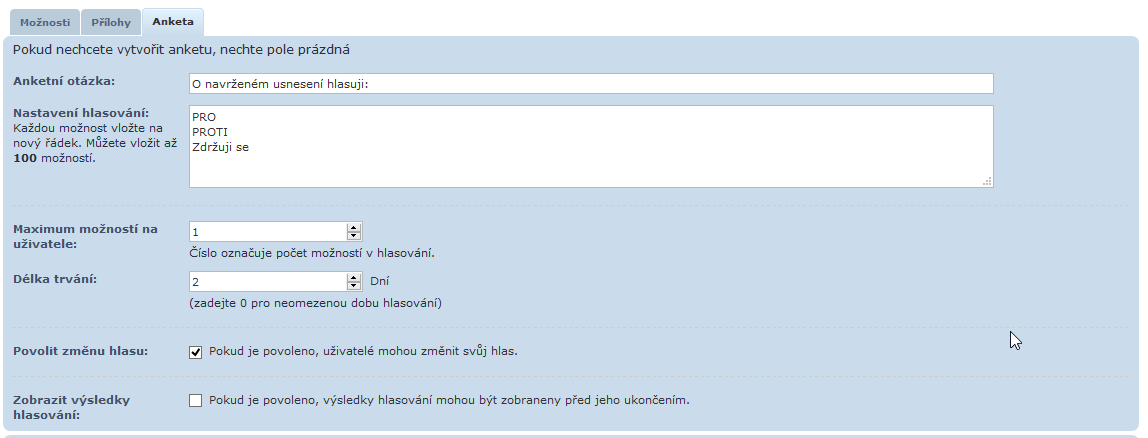 Možnosti Přílohy Anketa
Pokud nechcete vytvořit anketu, nechte pole prázdná
Anketní otázka: O navrženém usnesení hlasuji:
Nastavení hlasování:
Každou možnost vložte na
nový řádek. Můžete vložit až
100 možností.
PRO
PROTI
Zdržuji se
Maximum možností na
uživatele:
1
Číslo označuje počet možností v hlasování.
Délka trvání: 2 Dní
(zadejte 0 pro neomezenou dobu hlasování)
Povolit změnu hlasu: Pokud je povoleno, uživatelé mohou změnit svůj hlas.
Zobrazit výsledky
hlasování:
Pokud je povoleno, výsledky hlasování mohou být zobraneny před jeho ukončením.